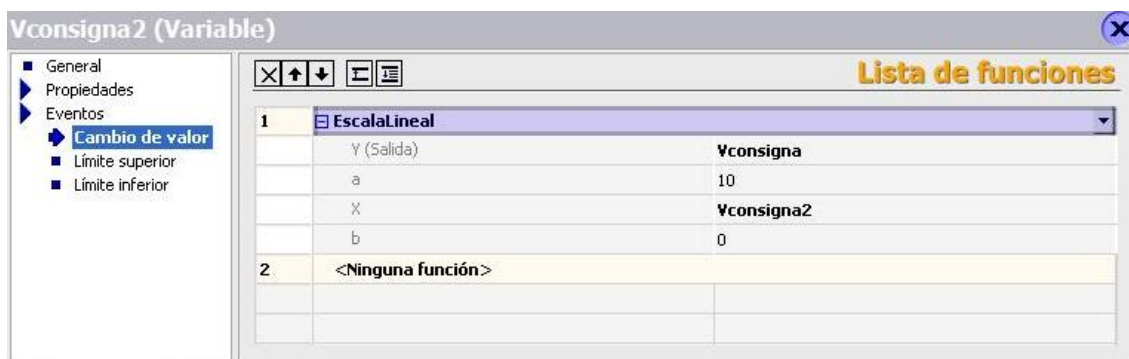 Vconsigna2 (Variable)
General
Propiedades
Eventos
Cambio de valor
Límite superior
Límite inferior
Lista de funciones
1 EscalaLineal
Y (Salida) Vconsigna
a 10
X Vconsigna2
b 0
2 <Ninguna función>